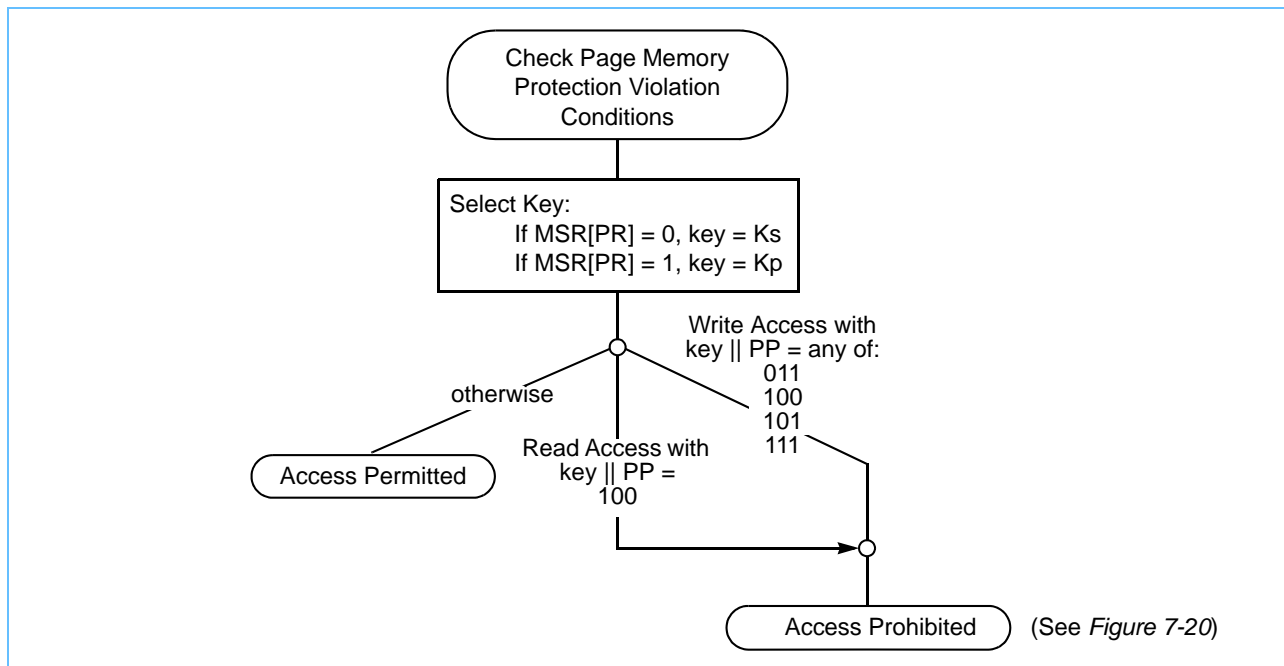 Check Page Memory
Protection Violation
Conditions
Select Key:
If MSR[PR] = 0, key = Ks
If MSR[PR] = 1, key = Kp
Write Access with
key || PP = any of:
011
100
101
111
otherwise
Read Access with
key || PP =
100
Access Permitted
Access Prohibited
(See Figure 7-20)